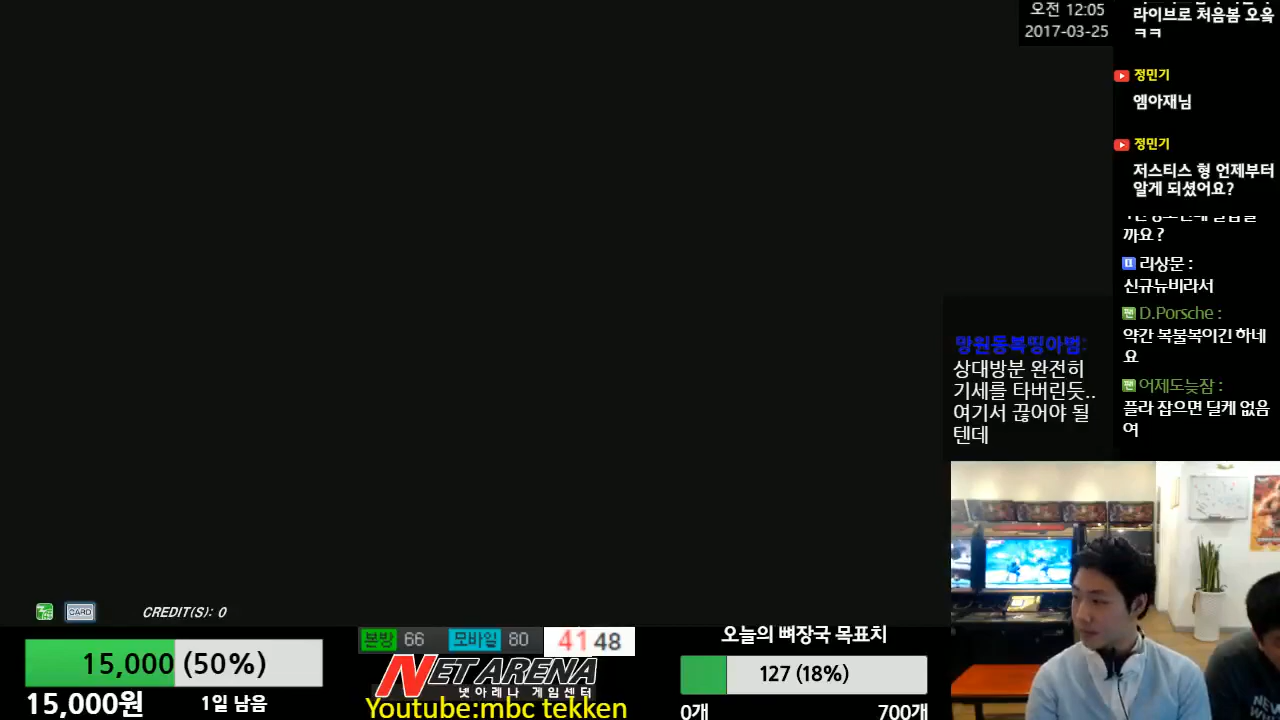 오전 12:05
2017-03-25
라이브로 처음봄 오옼
ㅋㅋ
정민기
엠아재님
정민기
저스티스 형 언제부터
알게 되셨어요?
까요?
리상문 :
신규뉴비라서
팬 D.Porsche :
약간 복불복이긴 하네
요
팬 어제도늦잠 :
플라 잡으면 딜케 없음
여
망원동복띵아범:
상대방분 완전히
기세를 타버린듯..
여기서 끊어야 될
텐데
CARD
CREDIT(S): 0
15,000 (50%)
15,000원
1일 남음
본방 66 모바일 80 41 48
NET ARENA
넷아레나 게임센터
Youtube:mbc tekken
오늘의 뼈장국 목표치
127 (18%)
0개
700개